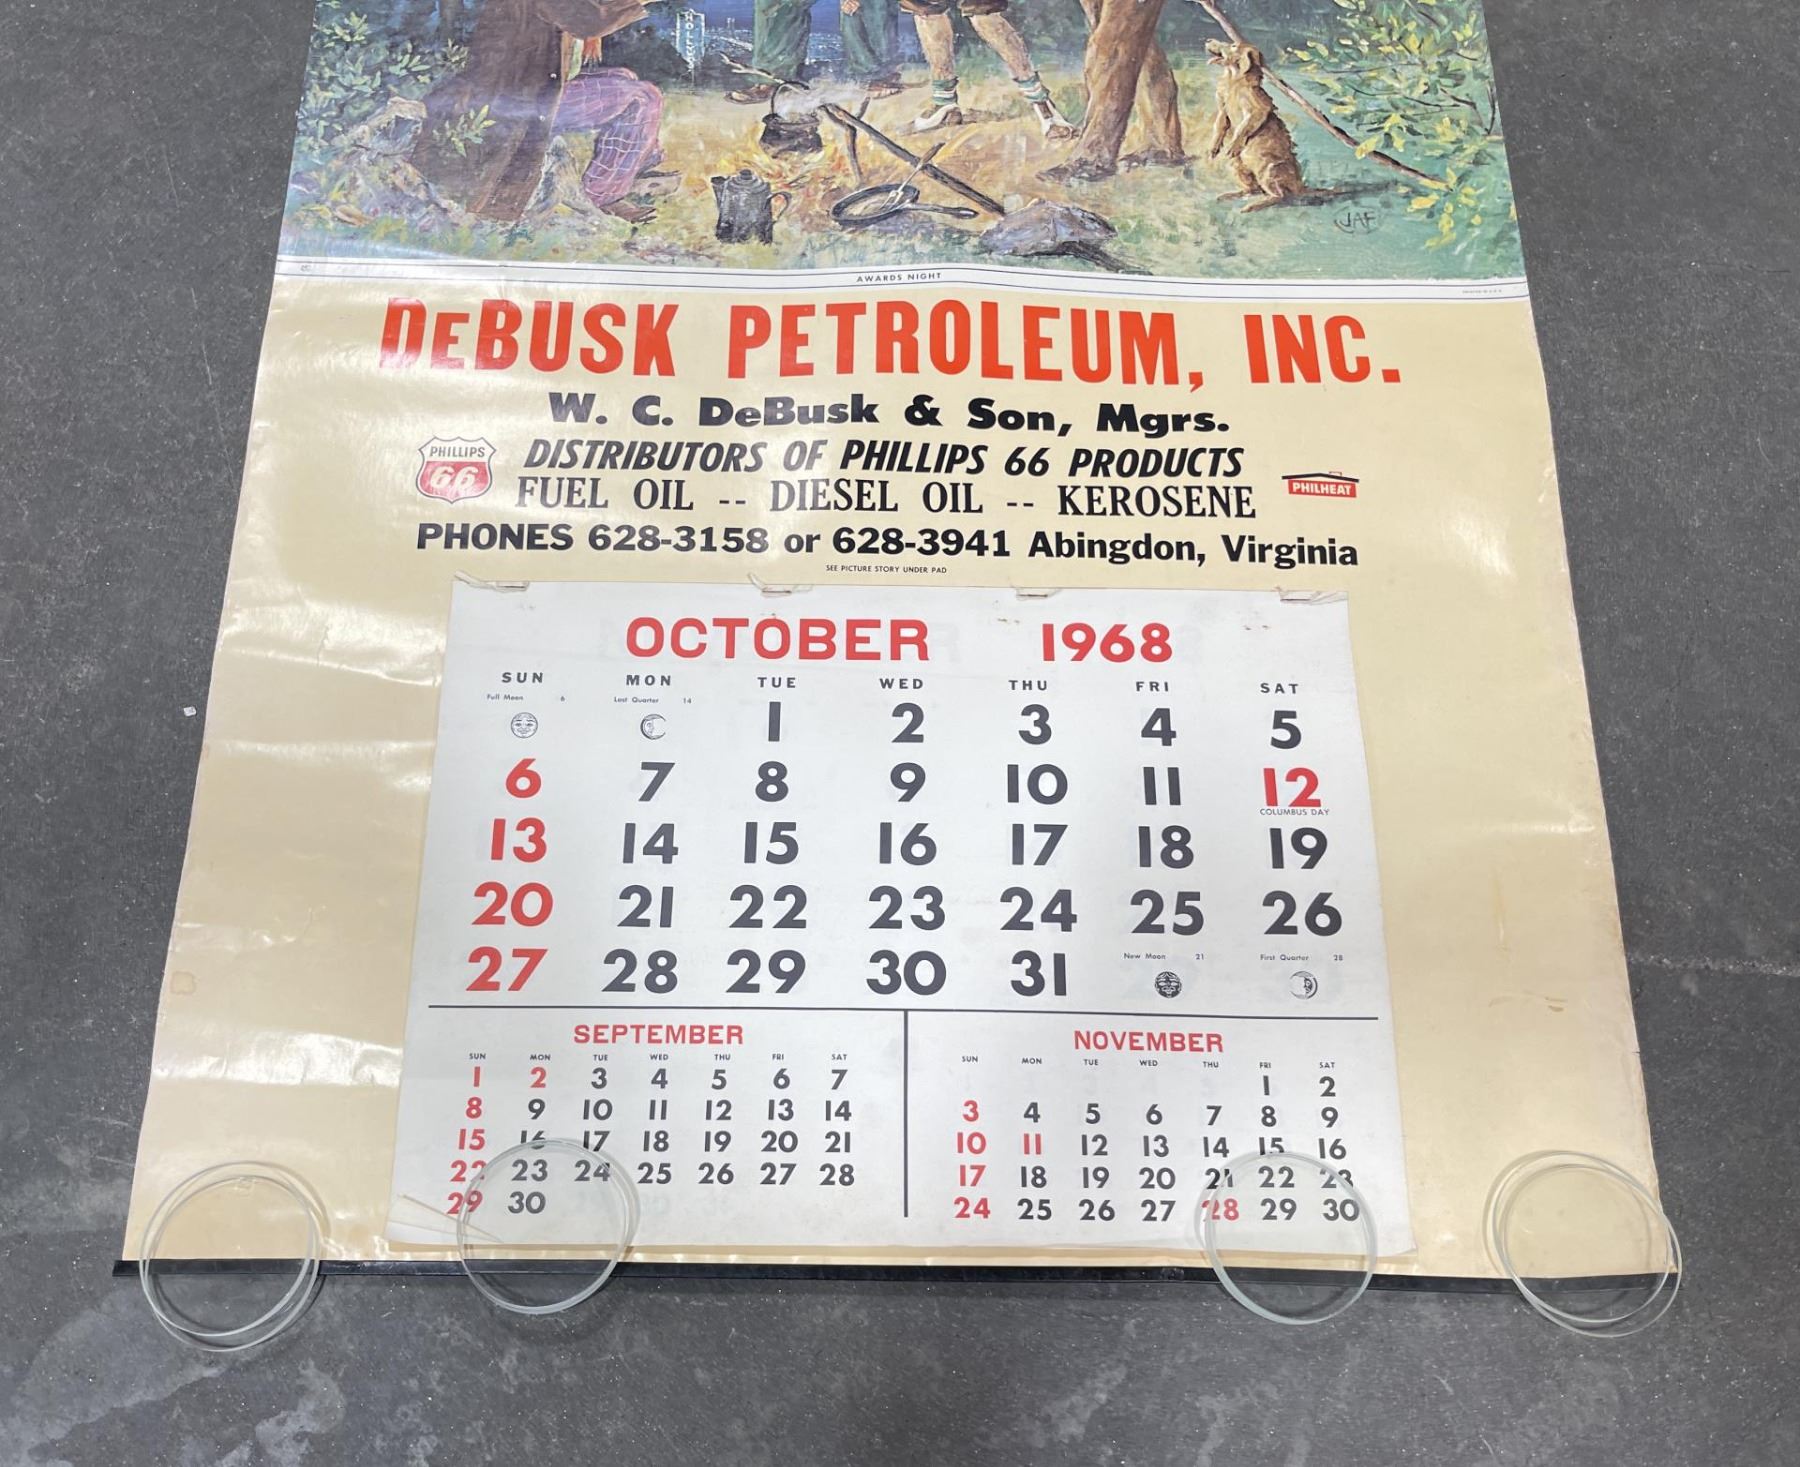 JAF
AWARDS NIGHT
DeBUSK PETROLEUM, INC.
W. C. DeBusk & Son, Mgrs.
PHILLIPS
66
DISTRIBUTORS OF PHILLIPS 66 PRODUCTS
FUEL OIL -- DIESEL OIL -- KEROSENE
PHILHEAT
PHONES 628-3158 or 628-3941 Abingdon, Virginia
SEE PICTURE STORY UNDER PAD
OCTOBER 1968
SUN MON TUE WED THU FRI SAT
Full Moon 6 Last Quarter 14
1 2 3 4 5
6 7 8 9 10 11 12
COLUMBUS DAY
13 14 15 16 17 18 19
20 21 22 23 24 25 26
New Moon 21 First Quarter 28
27 28 29 30 31
SEPTEMBER
SUN MON TUE WED THU FRI SAT
1 2 3 4 5 6 7
8 9 10 11 12 13 14
15 16 17 18 19 20 21
22 23 24 25 26 27 28
29 30
NOVEMBER
SUN MON TUE WED THU FRI SAT
1 2
3 4 5 6 7 8 9
10 11 12 13 14 15 16
17 18 19 20 21 22 23
24 25 26 27 28 29 30